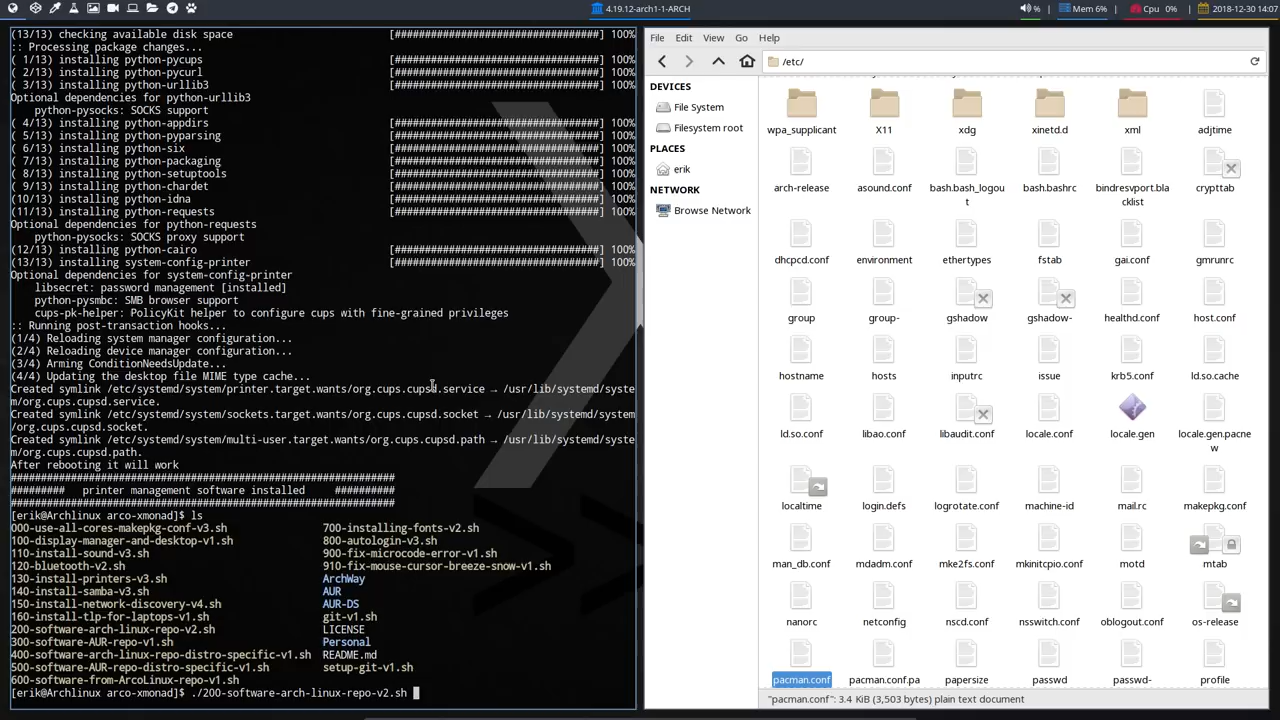 4.19.12-arch1-1-ARCH
% Mem 6% Cpu 0% 2018-12-30 14:07
(13/13) checking available disk space [##################################] 100%
:: Processing package changes...
( 1/13) installing python-pycups [##################################] 100%
( 2/13) installing python-pycurl [##################################] 100%
( 3/13) installing python-urllib3 [##################################] 100%
Optional dependencies for python-urllib3
python-pysocks: SOCKS support
( 4/13) installing python-appdirs [##################################] 100%
( 5/13) installing python-pyparsing [##################################] 100%
( 6/13) installing python-six [##################################] 100%
( 7/13) installing python-packaging [##################################] 100%
( 8/13) installing python-setuptools [##################################] 100%
( 9/13) installing python-chardet [##################################] 100%
(10/13) installing python-idna [##################################] 100%
(11/13) installing python-requests [##################################] 100%
Optional dependencies for python-requests
python-pysocks: SOCKS proxy support
(12/13) installing python-cairo [##################################] 100%
(13/13) installing system-config-printer [##################################] 100%
Optional dependencies for system-config-printer
libsecret: password management [installed]
python-pysmbc: SMB browser support
cups-pk-helper: PolicyKit helper to configure cups with fine-grained privileges
:: Running post-transaction hooks...
(1/4) Reloading system manager configuration...
(2/4) Reloading device manager configuration...
(3/4) Arming ConditionNeedsUpdate...
(4/4) Updating the desktop file MIME type cache...
Created symlink /etc/systemd/system/printer.target.wants/org.cups.cupsd.service → /usr/lib/systemd/syste
m/org.cups.cupsd.service.
Created symlink /etc/systemd/system/sockets.target.wants/org.cups.cupsd.socket → /usr/lib/systemd/system
/org.cups.cupsd.socket.
Created symlink /etc/systemd/system/multi-user.target.wants/org.cups.cupsd.path → /usr/lib/systemd/syste
m/org.cups.cupsd.path.
After rebooting it will work
################################################################
######### printer management software installed ##########
################################################################
[erik@Archlinux arco-xmonad]$ ls
000-use-all-cores-makepkg-conf-v3.sh 700-installing-fonts-v2.sh
100-display-manager-and-desktop-v1.sh 800-autologin-v3.sh
110-install-sound-v3.sh 900-fix-microcode-error-v1.sh
120-bluetooth-v2.sh 910-fix-mouse-cursor-breeze-snow-v1.sh
130-install-printers-v3.sh ArchWay
140-install-samba-v3.sh AUR
150-install-network-discovery-v4.sh AUR-DS
160-install-tlp-for-laptops-v1.sh git-v1.sh
200-software-arch-linux-repo-v2.sh LICENSE
300-software-AUR-repo-v1.sh Personal
400-software-arch-linux-repo-distro-specific-v1.sh README.md
500-software-AUR-repo-distro-specific-v1.sh setup-git-v1.sh
600-software-from-ArcoLinux-repo-v1.sh
[erik@Archlinux arco-xmonad]$ ./200-software-arch-linux-repo-v2.sh
File Edit View Go Help
/etc/
DEVICES
File System
Filesystem root
PLACES
erik
NETWORK
Browse Network
wpa_supplicant X11 xdg xinetd.d xml adjtime
arch-release asound.conf bash.bash_logou bash.bashrc bindresvport.bla crypttab
t cklist
dhcpcd.conf environment ethertypes fstab gai.conf gmrunrc
group group- gshadow gshadow- healthd.conf host.conf
hostname hosts inputrc issue krb5.conf ld.so.cache
ld.so.conf libao.conf libaudit.conf locale.conf locale.gen locale.gen.pacne
w
localtime login.defs logrotate.conf machine-id mail.rc makepkg.conf
man_db.conf mdadm.conf mke2fs.conf mkinitcpio.conf motd mtab
nanorc netconfig nscd.conf nsswitch.conf oblogout.conf os-release
pacman.conf pacman.conf.pa papersize passwd passwd- profile
"pacman.conf": 3.4 KiB (3,503 bytes) plain text document